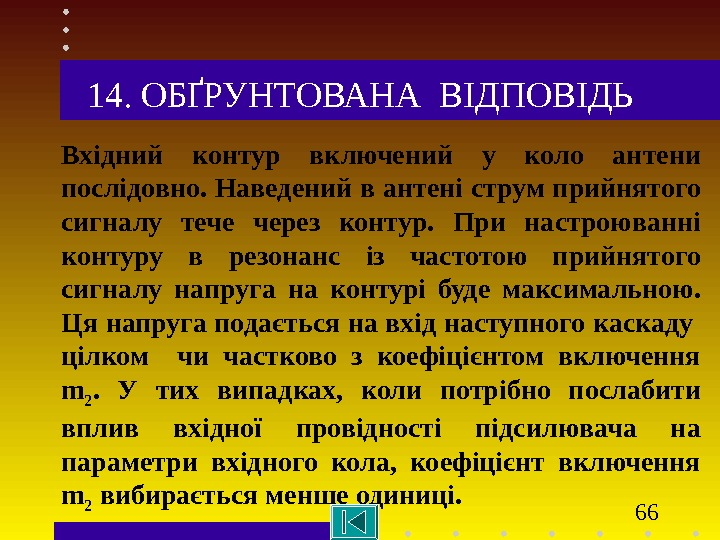 14. ОБҐРУНТОВАНА ВІДПОВІДЬ
Вхідний контур включений у коло антени
послідовно. Наведений в антені струм прийнятого
сигналу тече через контур. При настроюванні
контуру в резонанс із частотою прийнятого
сигналу напруга на контурі буде максимальною.
Ця напруга подається на вхід наступного каскаду
цілком чи частково з коефіцієнтом включення
m₂. У тих випадках, коли потрібно послабити
вплив вхідної провідності підсилювача на
параметри вхідного кола, коефіцієнт включення
m₂ вибирається менше одиниці.
66